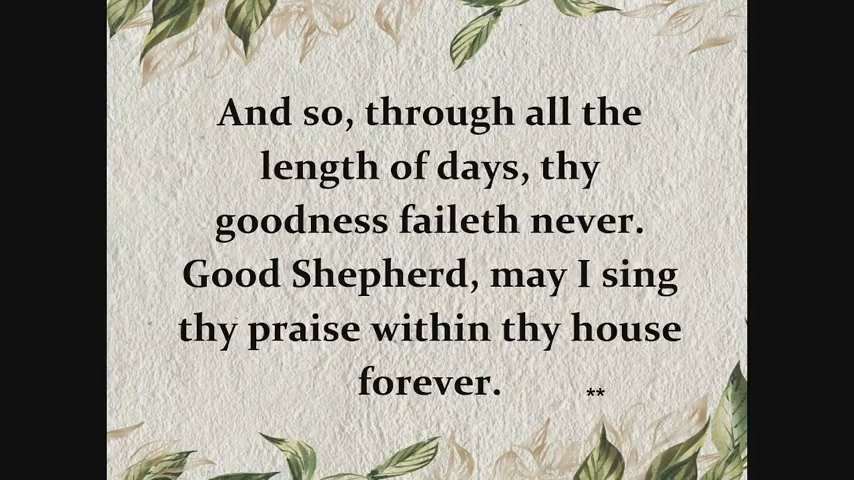 And so, through all the
length of days, thy
goodness faileth never.
Good Shepherd, may I sing
thy praise within thy house
forever. **